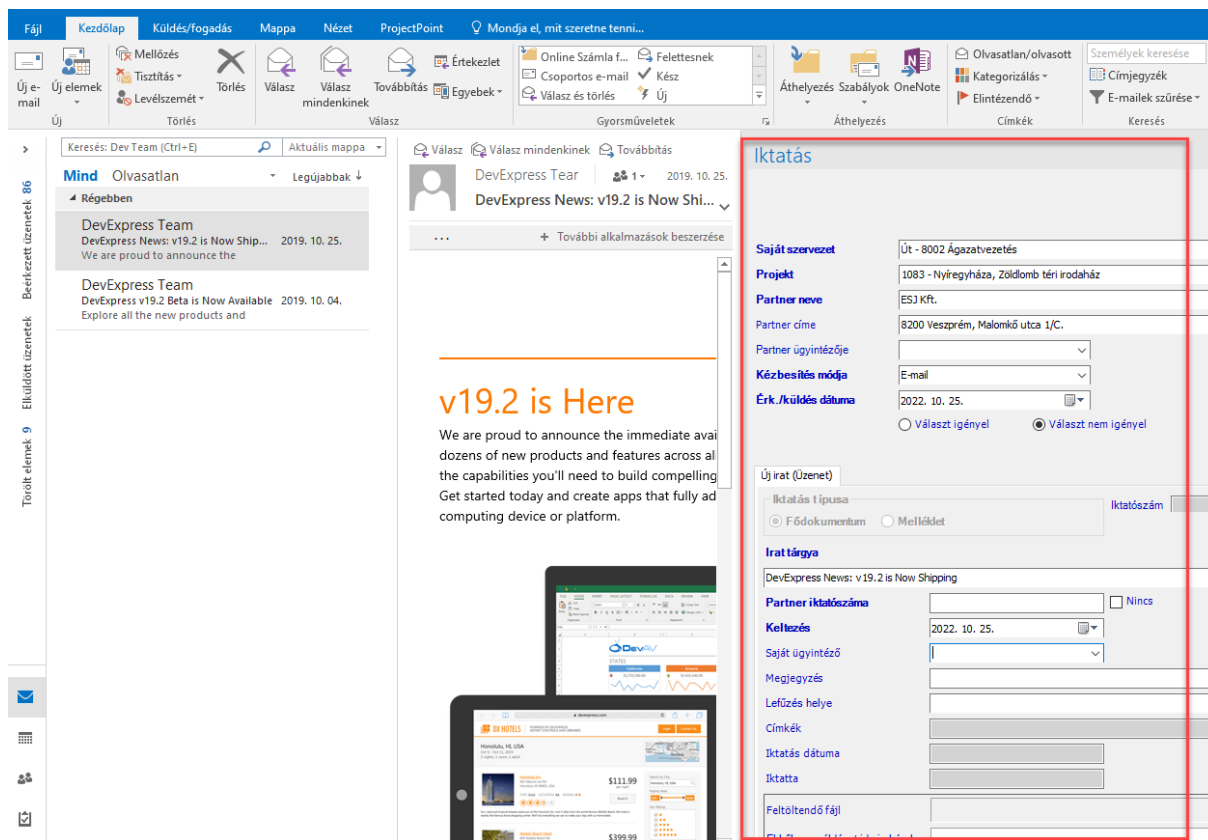 Fájl Kezdőlap Küldés/fogadás Mappa Nézet ProjectPoint Mondja el, mit szeretne tenni...
Új e-mail
Új elemek
Mellőzés
Tisztítás
Levélszemét
Törlés
Válasz
Válasz mindenkinek
Továbbítás
Értekezlet
Egyebek
Online Számla f...
Csoportos e-mail
Válasz és törlés
Felettesnek
Kész
Új
Áthelyezés
Szabályok
OneNote
Olvasatlan/olvasott
Kategorizálás
Elintézendő
Személyek keresése
Címjegyzék
E-mailek szűrése
Új Törlés Válasz Gyorsműveletek Áthelyezés Címkék Keresés
Beérkezett üzenetek 86
Elküldött üzenetek
Törölt elemek 9
Keresés: Dev Team (Ctrl+E) Aktuális mappa
Mind Olvasatlan Legújabbak ↓
Régebben
DevExpress Team
DevExpress News: v19.2 is Now Ship... 2019. 10. 25.
We are proud to announce the
DevExpress Team
DevExpress v19.2 Beta is Now Available 2019. 10. 04.
Explore all the new products and
Válasz Válasz mindenkinek Továbbítás
DevExpress Tear 1 2019. 10. 25.
DevExpress News: v19.2 is Now Shi...
... + További alkalmazások beszerzése
v19.2 is Here
We are proud to announce the immediate avai
dozens of new products and features across al
the capabilities you'll need to build compelling
Get started today and create apps that fully ad
computing device or platform.
DevAV
DX HOTELS
Honolulu, HI, USA
$111.99
$399.99
Iktatás
Saját szervezet Út - 8002 Ágazatvezetés
Projekt 1083 - Nyíregyháza, Zöldlomb téri irodaház
Partner neve ESJ Kft.
Partner címe 8200 Veszprém, Malomkő utca 1/C.
Partner ügyintézője
Kézbesítés módja E-mail
Érk./küldés dátuma 2022. 10. 25.
Választ igényel Választ nem igényel
Új irat (Üzenet)
Iktatás típusa
Fődokumentum Melléklet
Iktatószám
Irat tárgya
DevExpress News: v19.2 is Now Shipping
Partner iktatószáma Nincs
Keltezés 2022. 10. 25.
Saját ügyintéző
Megjegyzés
Lefűzés helye
Címkék
Iktatás dátuma
Iktatta
Feltöltendő fájl